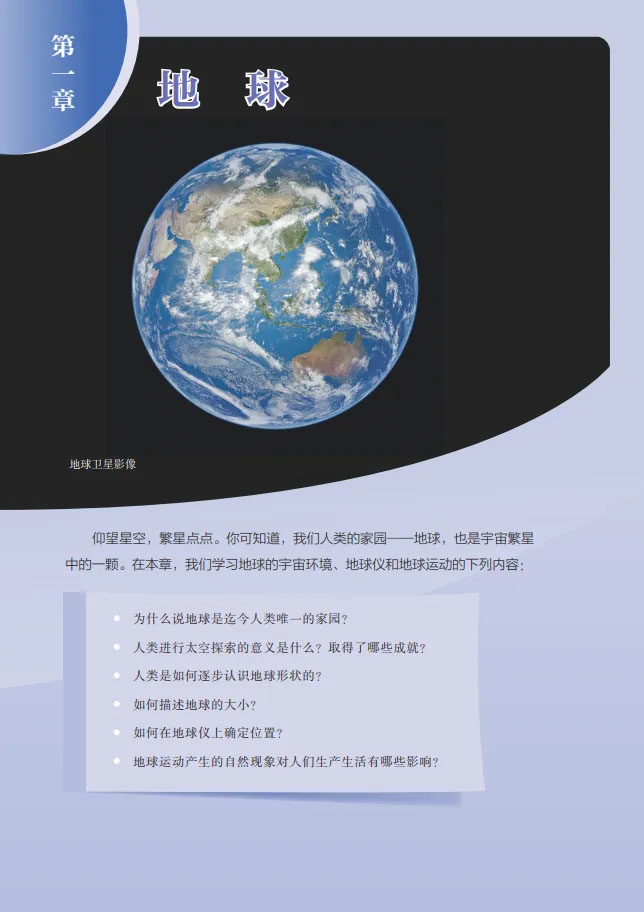 第一章
地 球
地球卫星影像
仰望星空，繁星点点。你可知道，我们人类的家园——地球，也是宇宙繁星
中的一颗。在本章，我们学习地球的宇宙环境、地球仪和地球运动的下列内容：
为什么说地球是迄今人类唯一的家园？
人类进行太空探索的意义是什么？取得了哪些成就？
人类是如何逐步认识地球形状的？
如何描述地球的大小？
如何在地球仪上确定位置？
地球运动产生的自然现象对人们生产生活有哪些影响？